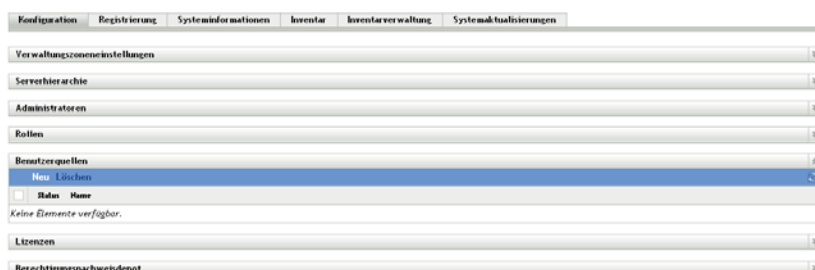 Konfiguration Registrierung Systeminformationen Inventar Inventarverwaltung Systemaktualisierungen
Verwaltungszoneneinstellungen
Serverhierarchie
Administratoren
Rollen
Benutzerquellen
Neu Löschen
Status Name
Keine Elemente verfügbar.
Lizenzen
Berechtigungsnachweisdepot